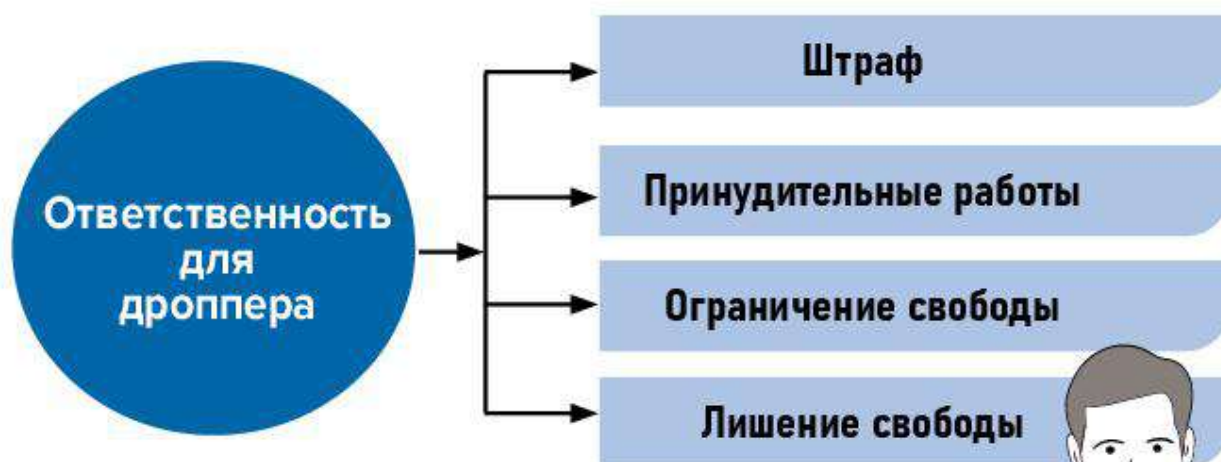 Ответственность
для
дроппера
Штраф
Принудительные работы
Ограничение свободы
Лишение свободы